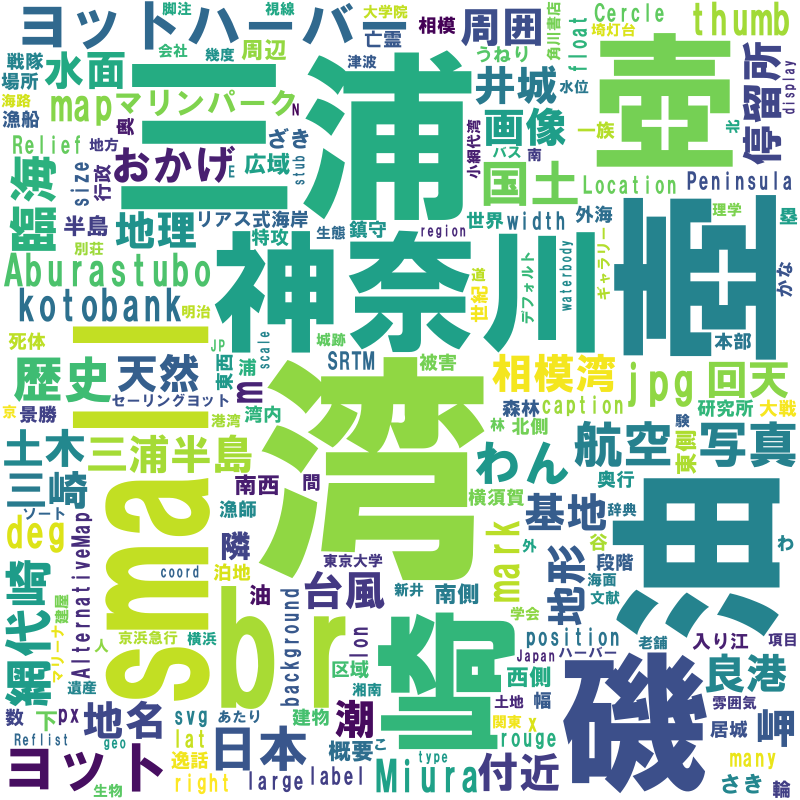 ヨットハーバー
脚注
視線
大学院
相模
周囲
角川書店
Cercle
埼灯台
thumb
戦隊
水面
会社
幾度
周辺
亡霊
津波
うねり
float
井城
水位
停留所
display
場所
海路
map
マリンパーク
N
三
浦
壺
北
漁船
奥
ざき
小網代湾
画像
一族
Relief
地方
おかげ
広域
E
stub
バス
南
国土
Location
Peninsula
臨海
size
行政
半島
地理
リアス式海岸
世界
width
外海
理学
塁
別荘
特攻
鎮守
生態
region
道
世紀
デフォルト
waterbody
ギャラリー
かな
Aburastubo
神奈川
亞
kotobank
明治
一
JP
城跡
scale
死体
東西
浦
SRTM
被害
本部
歴史
天然
m
湾
相模湾
jpg
回天
京
景勝
セーリングヨット
港湾
湾内
森林
caption
研究所
大戦
林
北側
験
土木
三浦半島
わん
航空
東側
写真
三崎
南西
間
横須賀
奥行
ソート
sma
漁師
mark
基地
辞典
deg
隣
外
谷
わ
網代崎
AlternativeMap
coord
泊地
東京大学
段階
建屋
油
台風
新井
南側
海面
地形
文献
マリーナ
人
京浜急行
横浜
br
background
lon
学会
position
老舗
入り江
項目
遺産
区域
Japan
ハーバー
湘南
西側
良港
数
下
px
地名
svg
あたり
建物
潮
土地
幅
磯
雰囲気
岬
Reflist
geo
lat
日本
概要
こ
関東
x
居城
rouge
ヨット
逸話
type
many
生物
right
large
label
Miura
付近
さき
輪